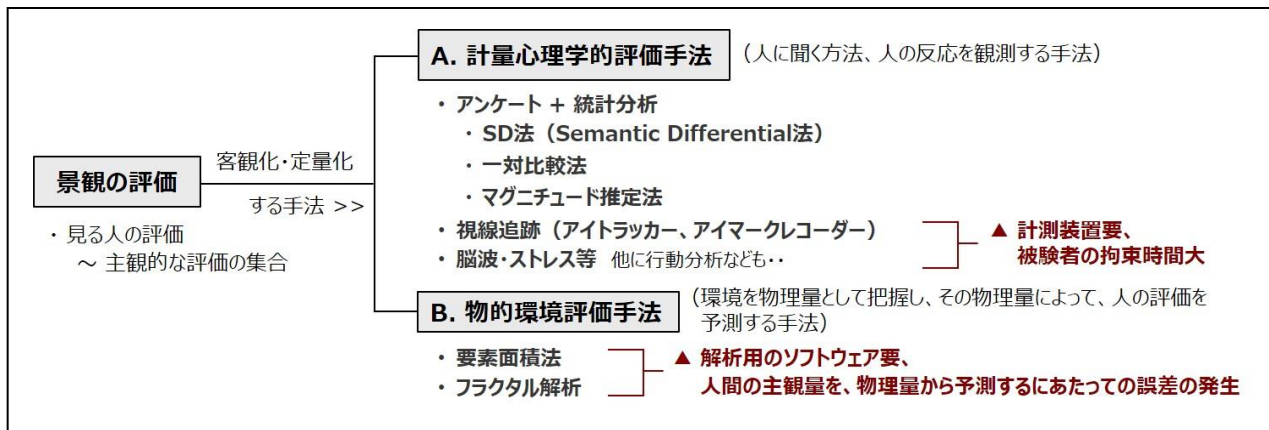 A. 計量心理学的評価手法 (人に聞く方法、人の反応を観測する手法)
・ アンケート + 統計分析
・ SD法（Semantic Differential法）
・ 一対比較法
・ マグニチュード推定法
・ 視線追跡（アイトラッカー、アイマークレコーダー）
・ 脳波・ストレス等 他に行動分析なども・・
▲ 計測装置要、
被験者の拘束時間大
景観の評価
客観化・定量化
する手法 >>
・ 見る人の評価
～ 主観的な評価の集合
B. 物的環境評価手法 (環境を物理量として把握し、その物理量によって、人の評価を
予測する手法)
・ 要素面積法
・ フラクタル解析
▲ 解析用のソフトウェア要、
人間の主観量を、物理量から予測するにあたっての誤差の発生